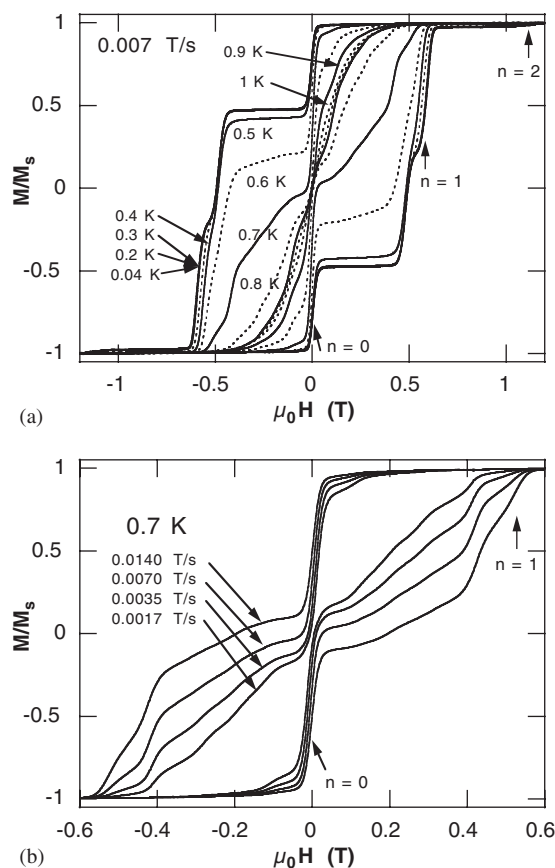 (a)
0.007 T/s
0.9 K
1 K
n = 2
0.5 K
0.6 K
n = 1
0.4 K
0.3 K
0.2 K
0.04 K
0.7 K
0.8 K
n = 0
M/Ms
1
0.5
0
-0.5
-1
-1 -0.5 0 0.5 1
μ0H (T)
(b)
0.7 K
0.0140 T/s
0.0070 T/s
0.0035 T/s
0.0017 T/s
n = 1
n = 0
M/Ms
1
0.5
0
-0.5
-1
-0.6 -0.4 -0.2 0 0.2 0.4 0.6
μ0H (T)